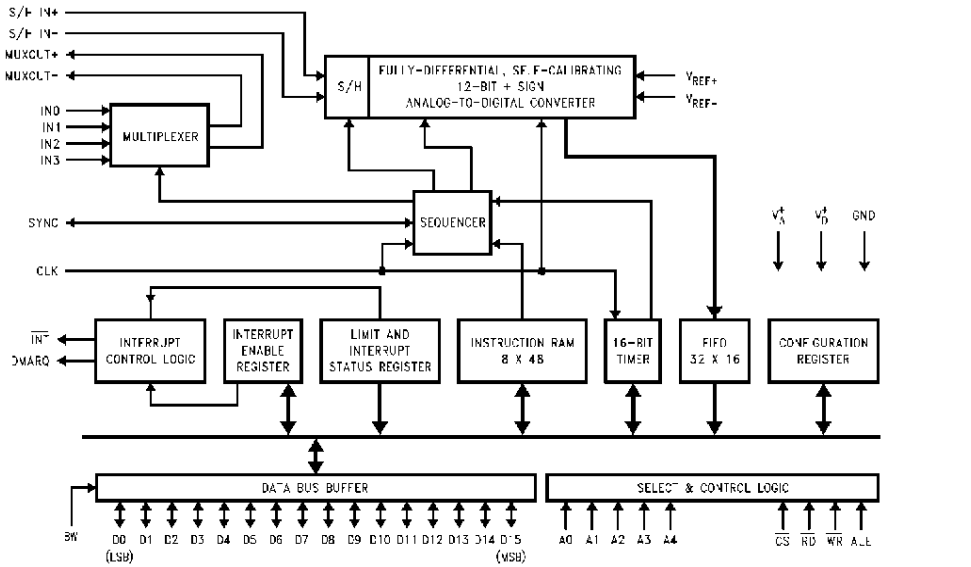 S/H IN+
S/H IN-
MUXOUT+
MUXOUT-
IN0
IN1
IN2
IN3
MULTIPLEXER
S/H
FULLY-DIFFERENTIAL, SELF-CALIBRATING
12-BIT + SIGN
ANALOG-TO-DIGITAL CONVERTER
VREF+
VREF-
SYNC
SEQUENCER
CLK
VA+
VD+
GND
INT
DMARQ
INTERRUPT
CONTROL LOGIC
INTERRUPT
ENABLE
REGISTER
LIMIT AND
INTERRUPT
STATUS REGISTER
INSTRUCTION RAM
8 X 48
16-BIT
TIMER
FIFO
32 X 16
CONFIGURATION
REGISTER
DATA BUS BUFFER
SELECT & CONTROL LOGIC
BW
D0 D1 D2 D3 D4 D5 D6 D7 D8 D9 D10 D11 D12 D13 D14 D15
(LSB) (MSB)
A0 A1 A2 A3 A4
CS RD WR ALE